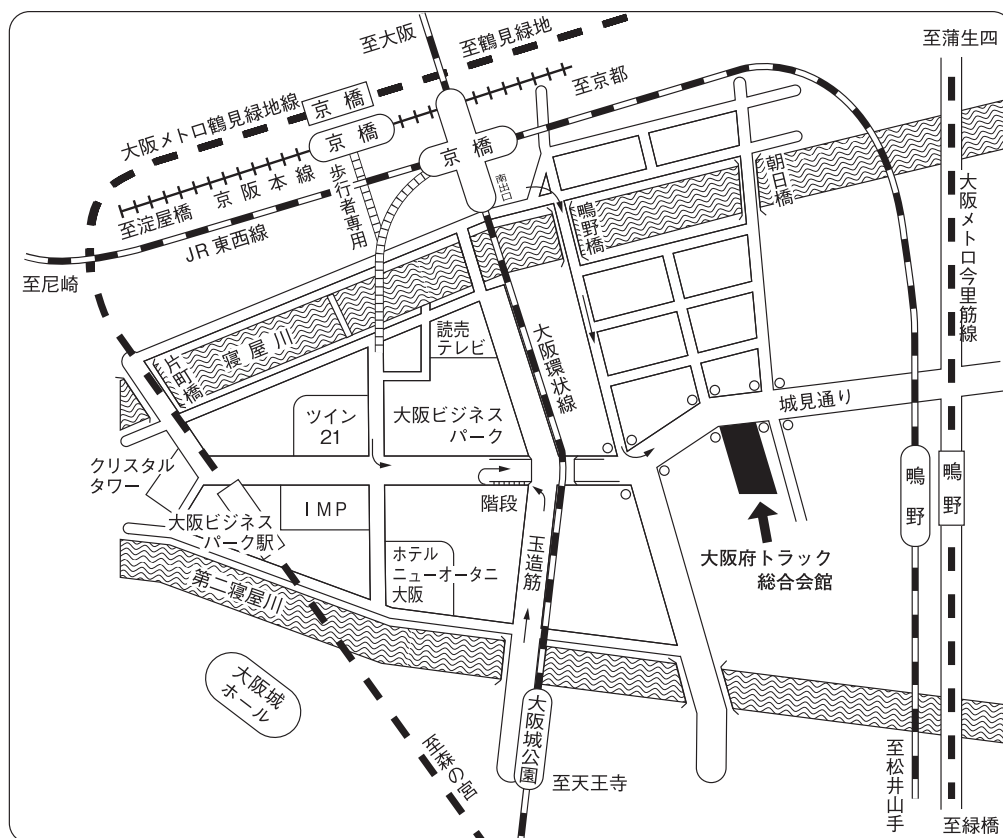 至大阪
至鶴見緑地
至蒲生四
大阪メトロ鶴見緑地線
京橋
至京都
京橋
京阪本線
至淀屋橋
京橋
歩行者専用
南出口
JR東西線
至尼崎
鴫野橋
朝日橋
大阪メトロ今里筋線
片町橋
寝屋川
読売
テレビ
大阪環状線
ツイン
21
大阪ビジネス
パーク
城見通り
クリスタル
タワー
鴫野
鴫野
IMP
階段
大阪ビジネス
パーク駅
玉造筋
大阪府トラック
総合会館
ホテル
ニューオータニ
大阪
第二寝屋川
大阪城
ホール
大阪城公園
至森の宮
至天王寺
至松井山手
至緑橋